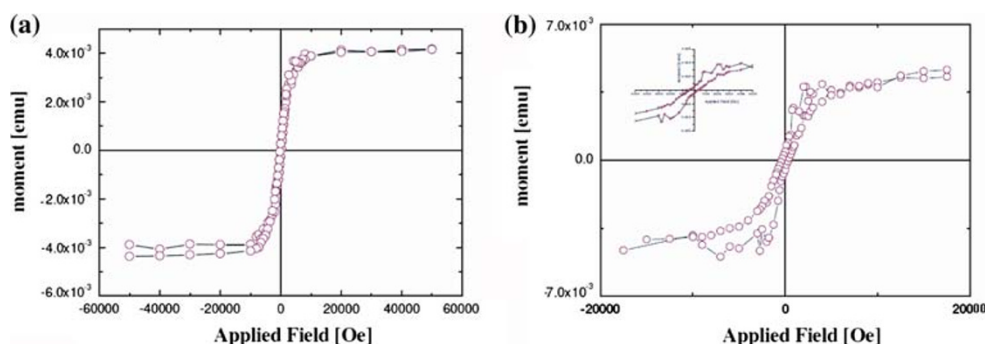 (a)
4.0x10⁻³
2.0x10⁻³
0.0
-2.0x10⁻³
-4.0x10⁻³
-6.0x10⁻³
moment [emu]
-60000 -40000 -20000 0 20000 40000 60000
Applied Field [Oe]
(b)
7.0x10⁻³
0.0
-7.0x10⁻³
moment [emu]
-20000 0 20000
Applied Field [Oe]